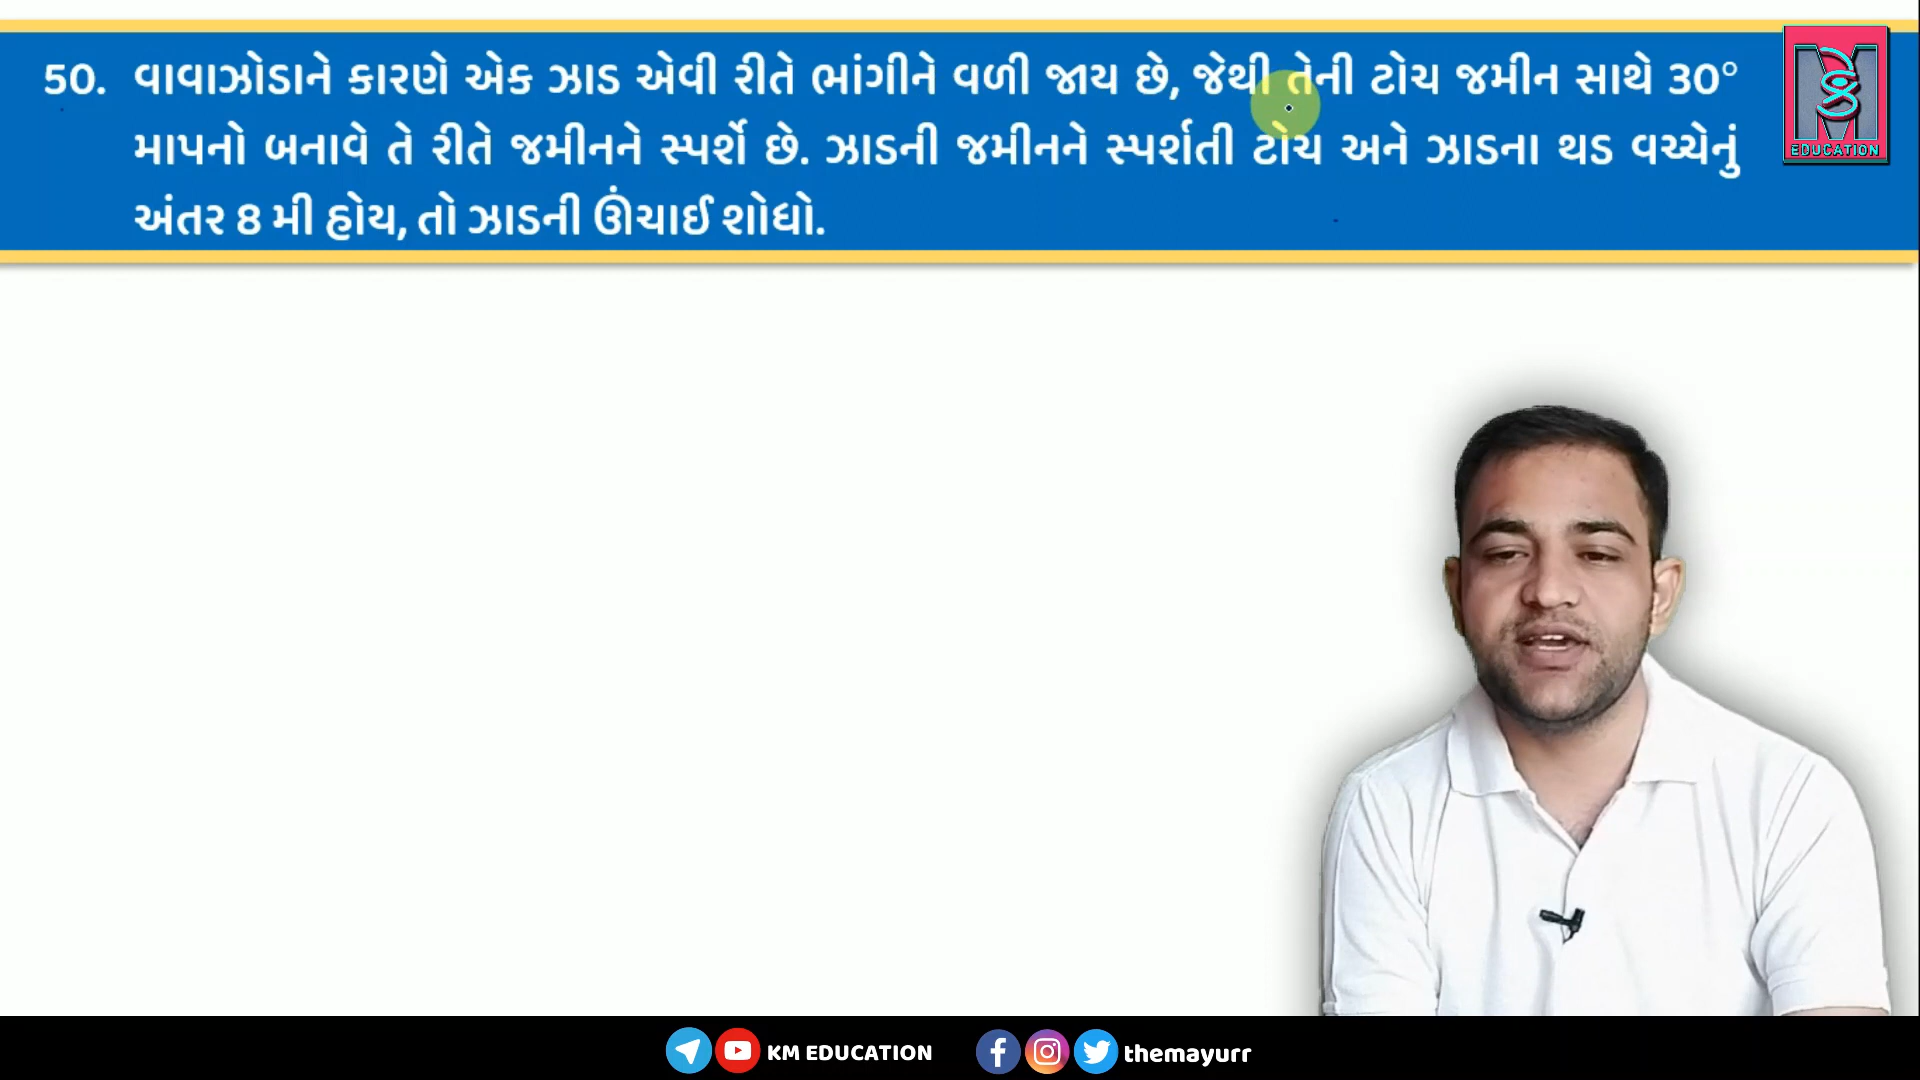 50. વાવાઝોડાને કારણે એક ઝાડ એવી રીતે ભાંગીને વળી જાય છે, જેથી તેની ટોચ જમીન સાથે 30°
માપનો બનાવે તે રીતે જમીનને સ્પર્શે છે. ઝાડની જમીનને સ્પર્શતી ટોચ અને ઝાડના થડ વચ્ચેનું
અંતર 8 મી હોય, તો ઝાડની ઊંચાઈ શોધો.
EDUCATION
KM EDUCATION
themayurr